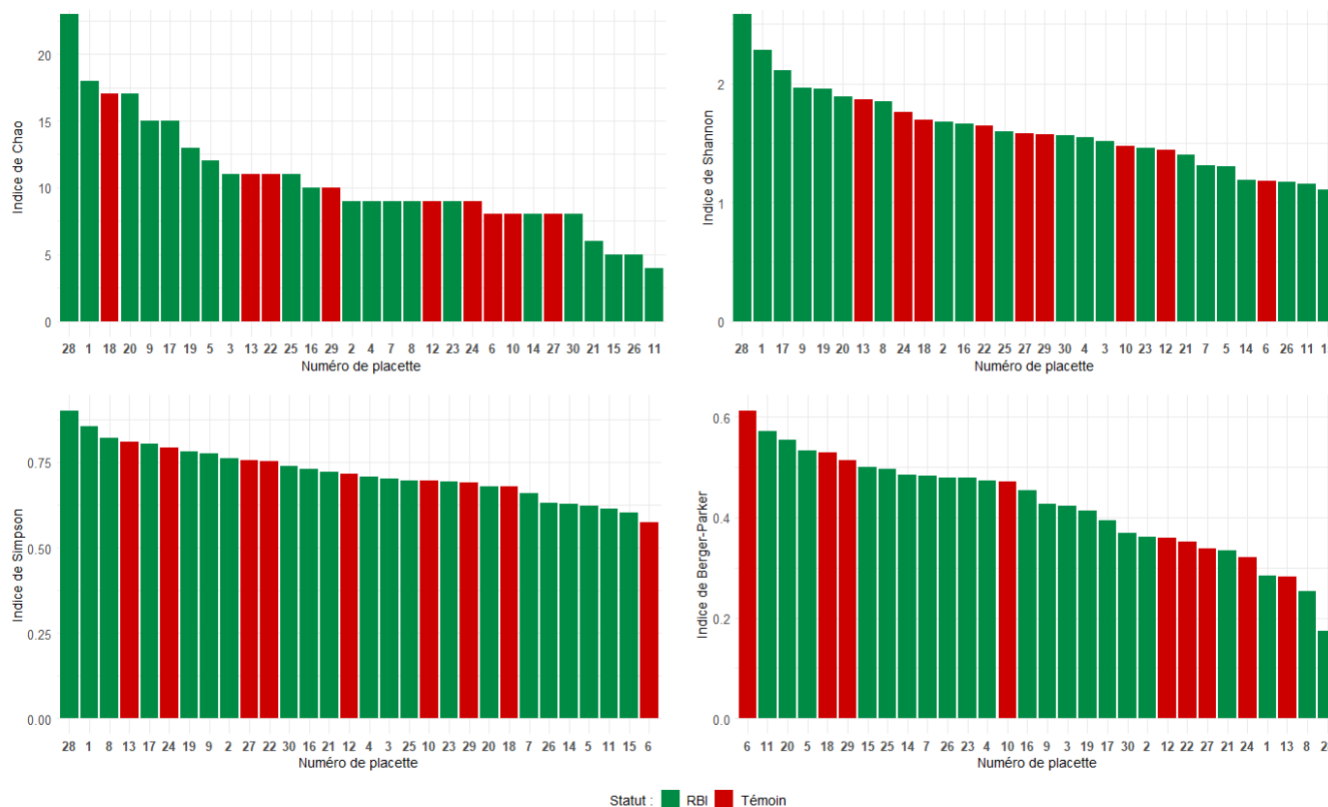 Indice de Chao
20
15
10
5
0
28 1 18 20 9 17 19 5 3 13 22 25 16 29 2 4 7 8 12 23 24 6 10 14 27 30 21 15 26 11
Numéro de placette
Indice de Shannon
2
1
0
28 1 17 9 19 20 13 8 24 18 2 16 22 25 27 29 30 4 3 10 23 12 21 7 5 14 6 26 11
Numéro de placette
Indice de Simpson
0.75
0.50
0.25
0.00
28 1 8 13 17 24 19 9 2 27 22 30 16 21 12 4 3 25 10 23 29 20 18 7 26 14 5 11 15 6
Numéro de placette
Indice de Berger-Parker
0.6
0.4
0.2
0.0
6 11 20 5 18 29 15 25 14 7 26 23 4 10 16 9 3 19 17 30 2 12 22 27 21 24 1 13 8
Numéro de placette
Statut : RBI Témoin